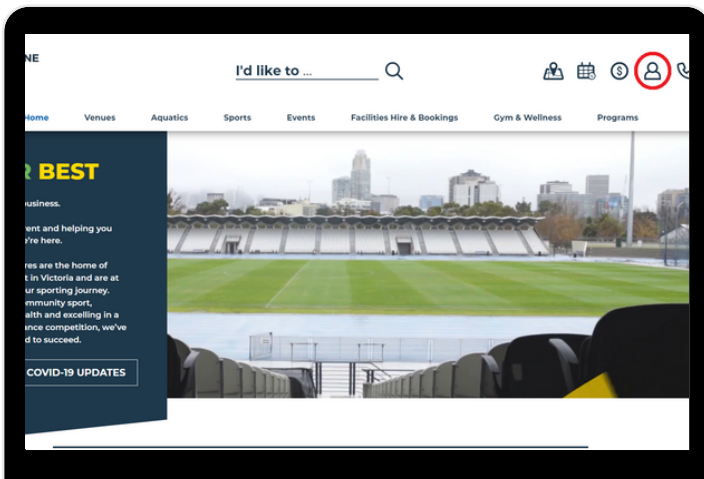 NE
I'd like to ...
Home Venues Aquatics Sports Events Facilities Hire & Bookings Gym & Wellness Programs
R BEST
business.
ent and helping you
e're here.
res are the home of
t in Victoria and are at
ur sporting journey.
mmunity sport,
alth and excelling in a
ance competition, we've
d to succeed.
COVID-19 UPDATES